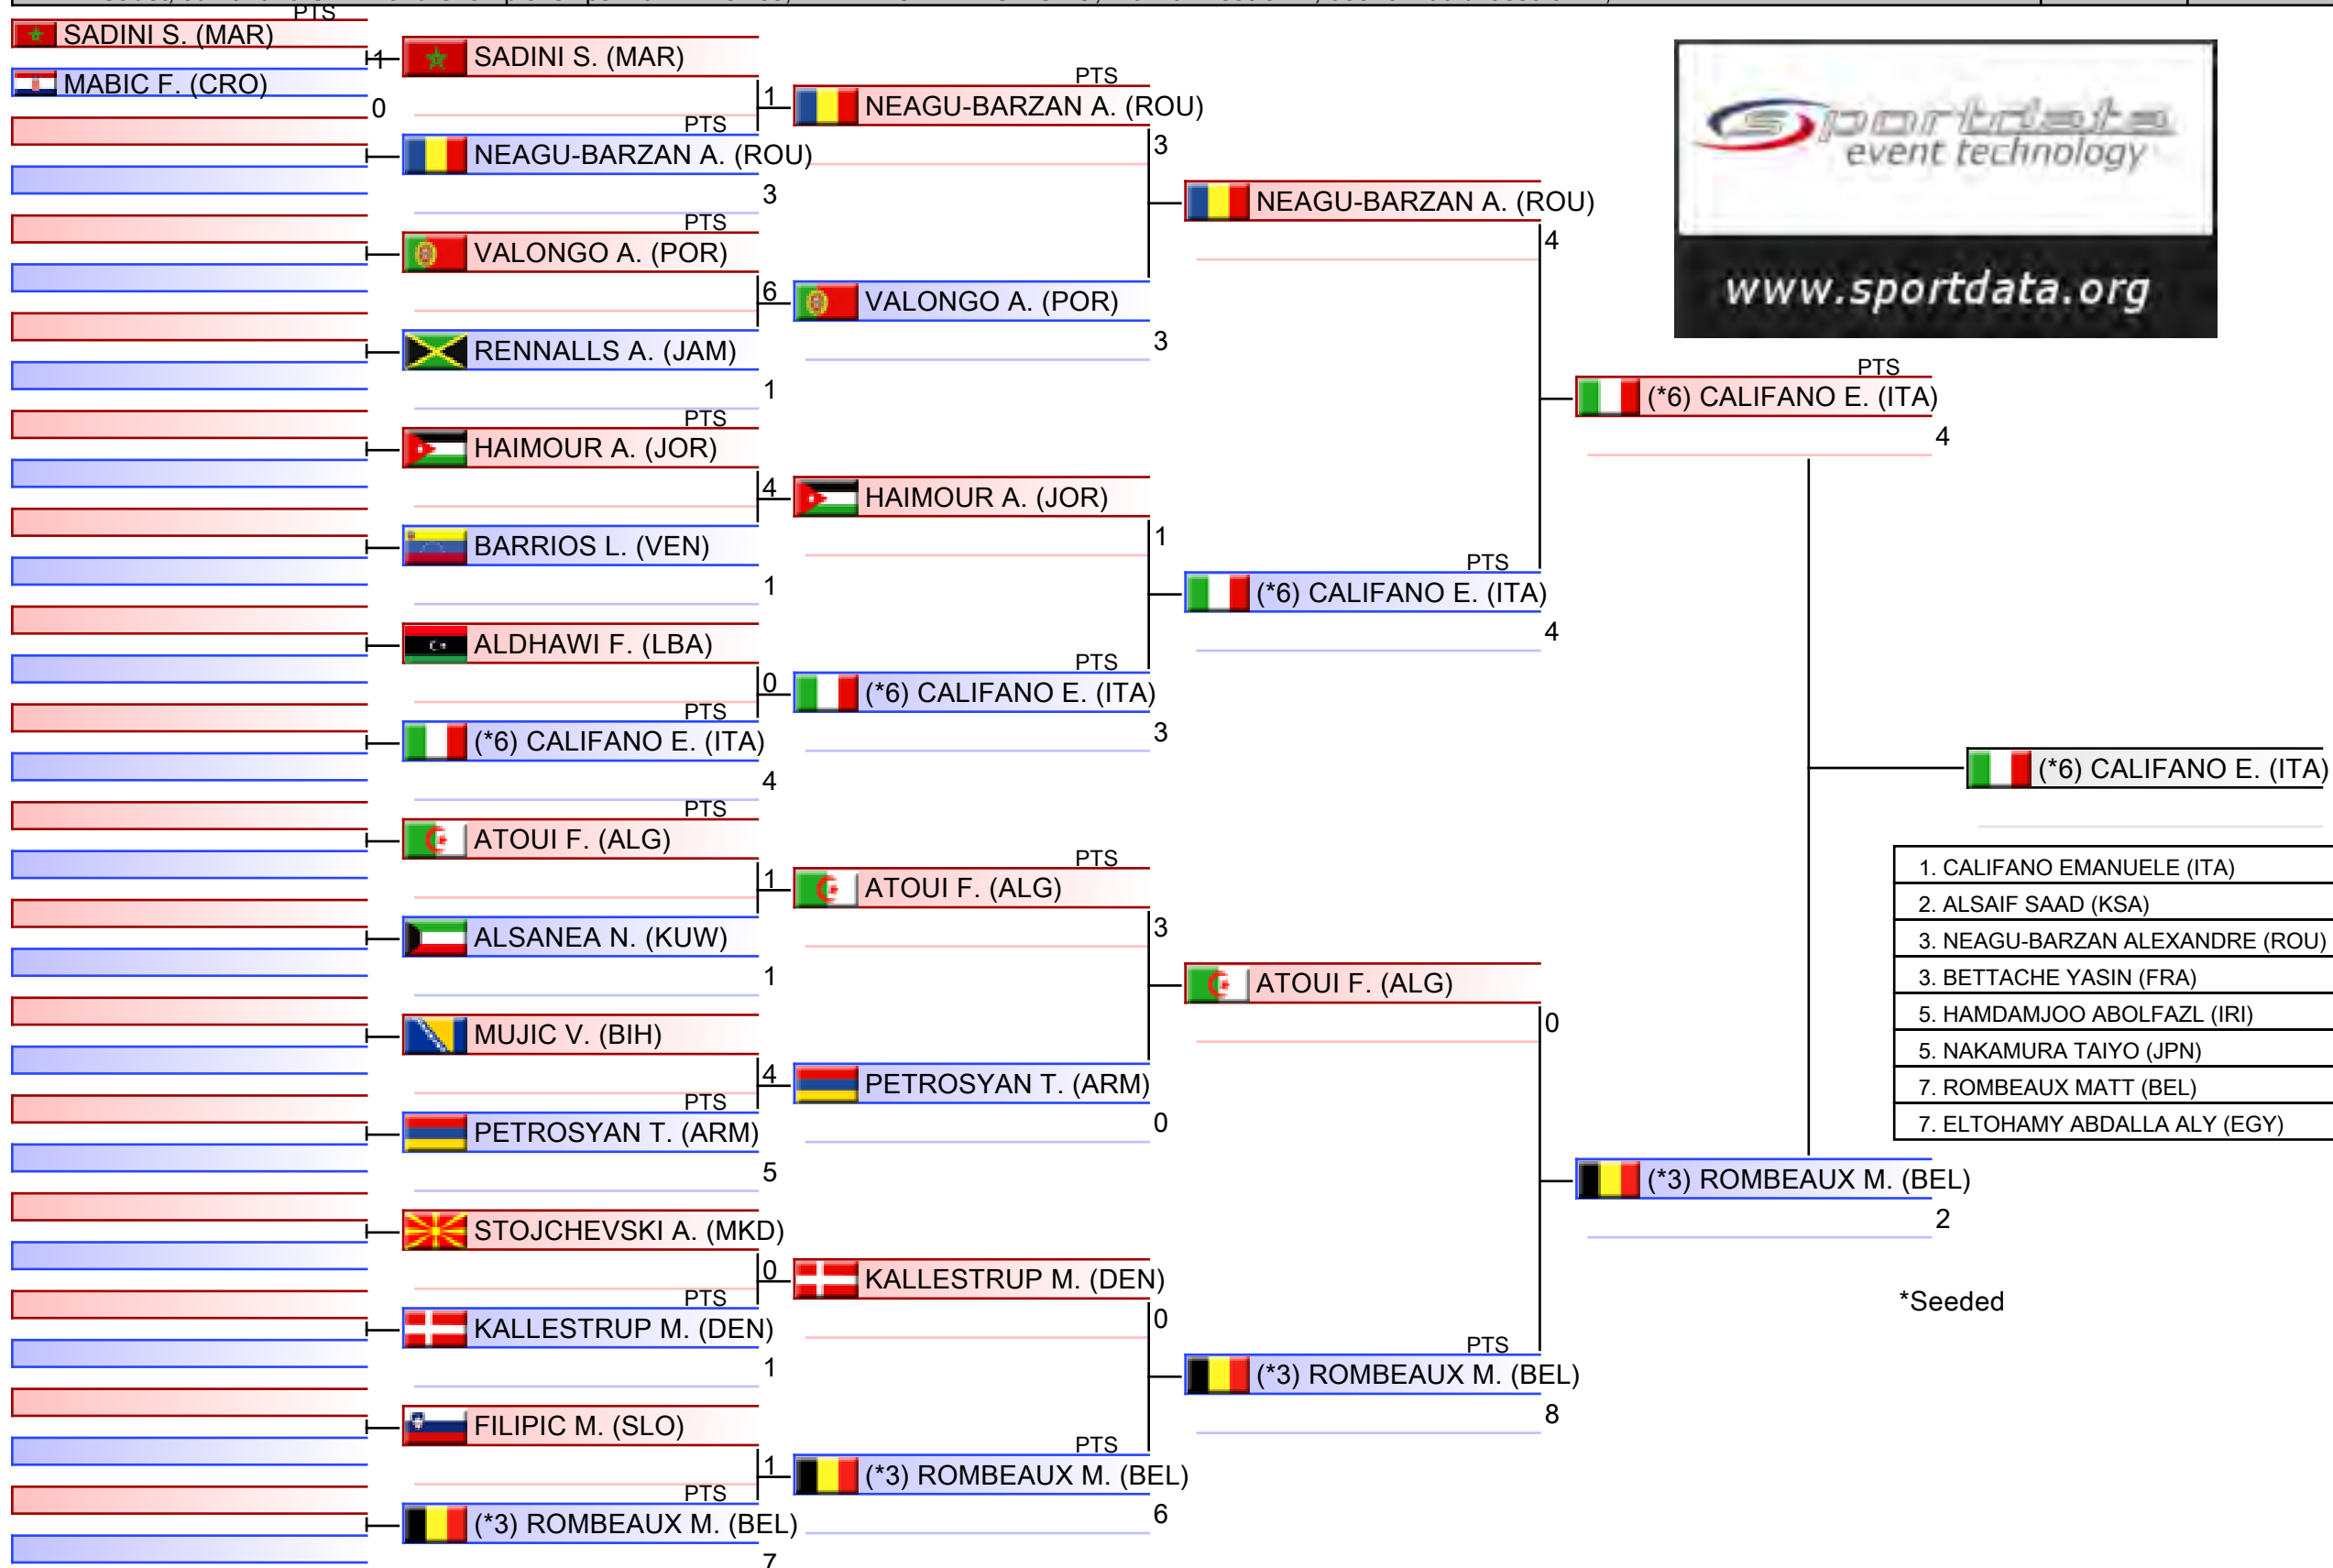 PTS
SADINI S. (MAR)
1
MABIC F. (CRO)
0
SADINI S. (MAR)
1
PTS
NEAGU-BARZAN A. (ROU)
3
PTS
VALONGO A. (POR)
6
RENNALLS A. (JAM)
1
PTS
HAIMOUR A. (JOR)
4
BARRIOS L. (VEN)
1
ALDHAWI F. (LBA)
0
PTS
(*6) CALIFANO E. (ITA)
4
PTS
ATOUI F. (ALG)
1
ALSANEA N. (KUW)
1
MUJIC V. (BIH)
4
PTS
PETROSYAN T. (ARM)
5
STOJCHEVSKI A. (MKD)
0
PTS
KALLESTRUP M. (DEN)
1
FILIPIC M. (SLO)
1
PTS
(*3) ROMBEAUX M. (BEL)
7
PTS
NEAGU-BARZAN A. (ROU)
3
VALONGO A. (POR)
3
HAIMOUR A. (JOR)
1
PTS
(*6) CALIFANO E. (ITA)
3
PTS
ATOUI F. (ALG)
3
PETROSYAN T. (ARM)
0
KALLESTRUP M. (DEN)
0
PTS
(*3) ROMBEAUX M. (BEL)
6
NEAGU-BARZAN A. (ROU)
4
PTS
(*6) CALIFANO E. (ITA)
4
ATOUI F. (ALG)
0
PTS
(*3) ROMBEAUX M. (BEL)
8
sportdata
event technology
www.sportdata.org
PTS
(*6) CALIFANO E. (ITA)
4
(*3) ROMBEAUX M. (BEL)
2
(*6) CALIFANO E. (ITA)
1. CALIFANO EMANUELE (ITA)
2. ALSAIF SAAD (KSA)
3. NEAGU-BARZAN ALEXANDRE (ROU)
3. BETTACHE YASIN (FRA)
5. HAMDAMJOO ABOLFAZL (IRI)
5. NAKAMURA TAIYO (JPN)
7. ROMBEAUX MATT (BEL)
7. ELTOHAMY ABDALLA ALY (EGY)
*Seeded